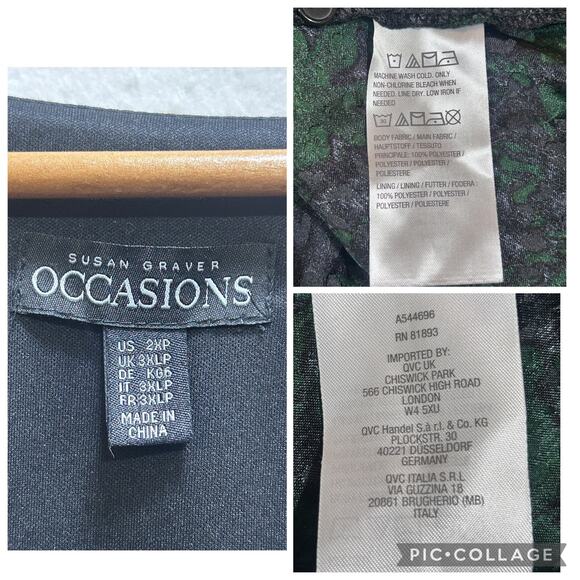 SUSAN GRAVER
OCCASIONS
US 2XP
UK 3XLP
DE KG6
IT 3XLP
FR 3XLP
MADE IN
CHINA
MACHINE WASH COLD. ONLY
NON-CHLORINE BLEACH WHEN
NEEDED. LINE DRY. LOW IRON IF
NEEDED
30
BODY FABRIC / MAIN FABRIC /
HAUPTSTOFF / TESSUTO
PRINCIPALE: 100% POLYESTER /
POLYESTER / POLYESTER /
POLIESTERE
LINING / LINING / FUTTER / FODERA :
100% POLYESTER / POLYESTER /
POLYESTER / POLIESTERE
A544696
RN 81893
IMPORTED BY:
QVC UK
CHISWICK PARK
566 CHISWICK HIGH ROAD
LONDON
W4 5XU
QVC Handel S.à r.l. & Co. KG
PLOCKSTR. 30
40221 DÜSSELDORF
GERMANY
QVC ITALIA S.R.L
VIA GUZZINA 18
20861 BRUGHERIO (MB)
ITALY
PIC•COLLAGE